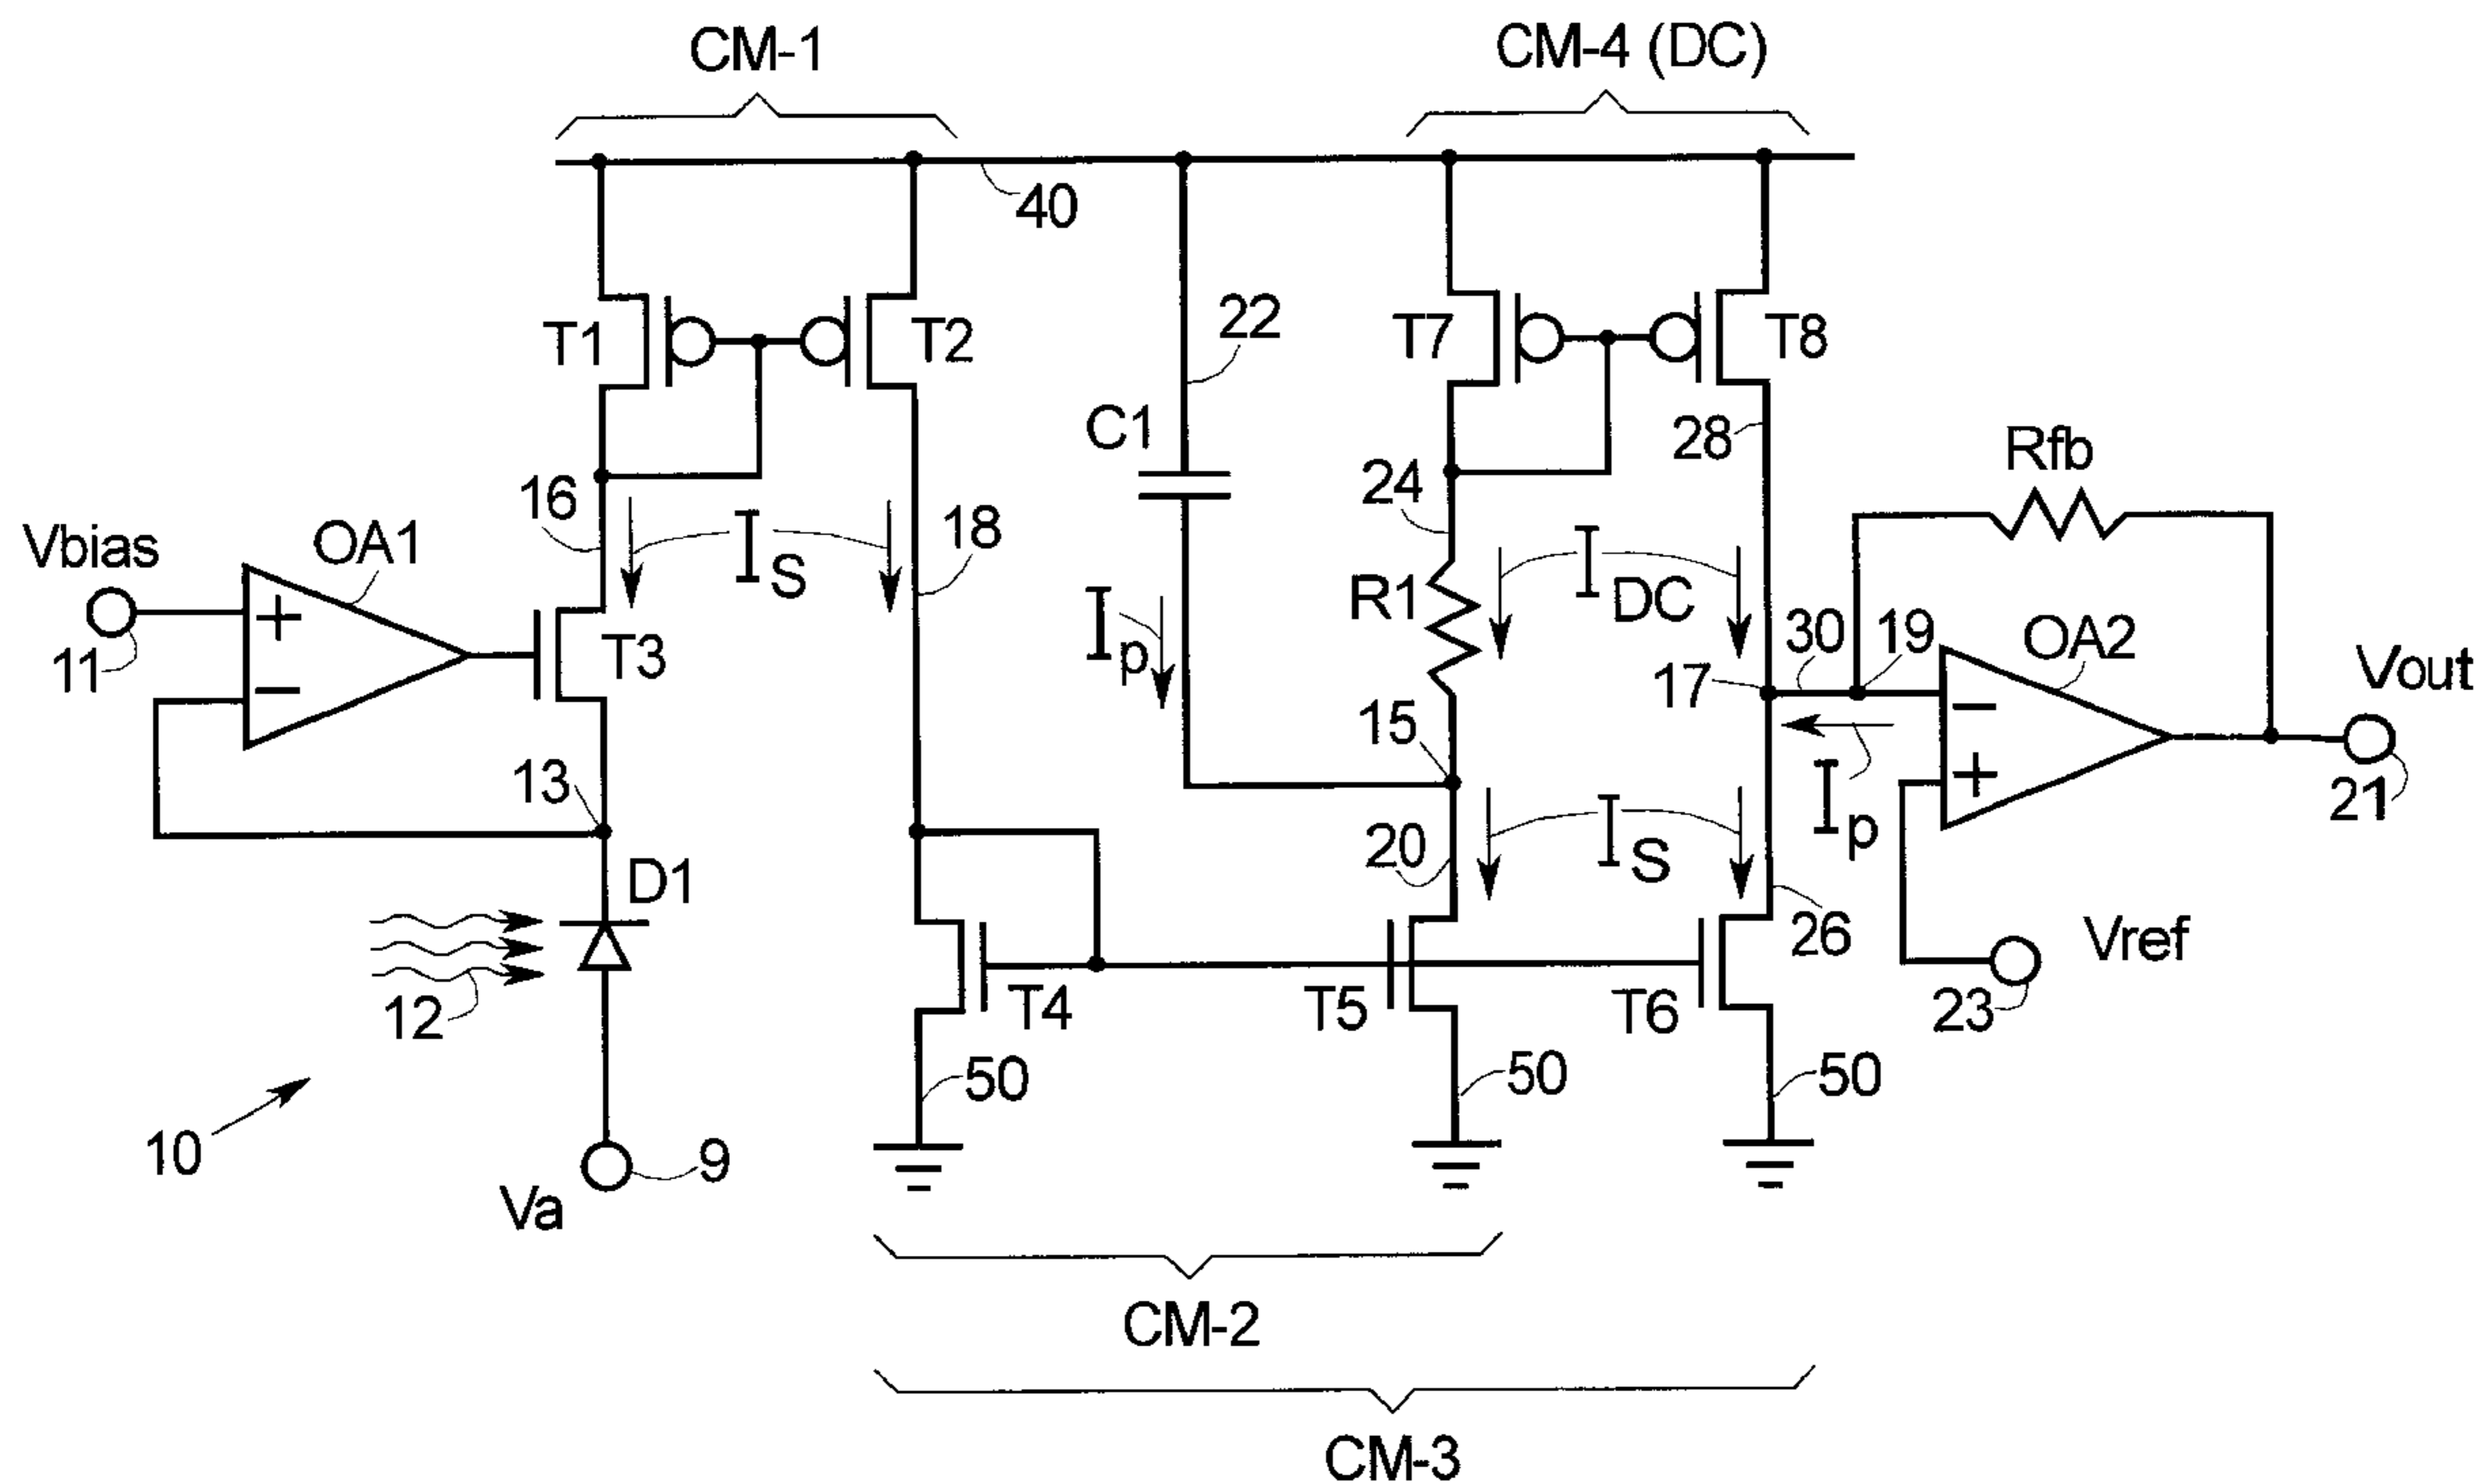 CM-1
CM-4 (DC)
40
T1
T2
22
T7
T8
C1
28
Rfb
16
24
Vbias
OA1
IS
18
Ip
R1
IDC
11
T3
30
19
OA2
17
Vout
15
13
21
D1
20
IS
Ip
26
Vref
12
T4
T5
T6
23
50
50
50
10
9
Va
CM-2
CM-3
+
−
−
+